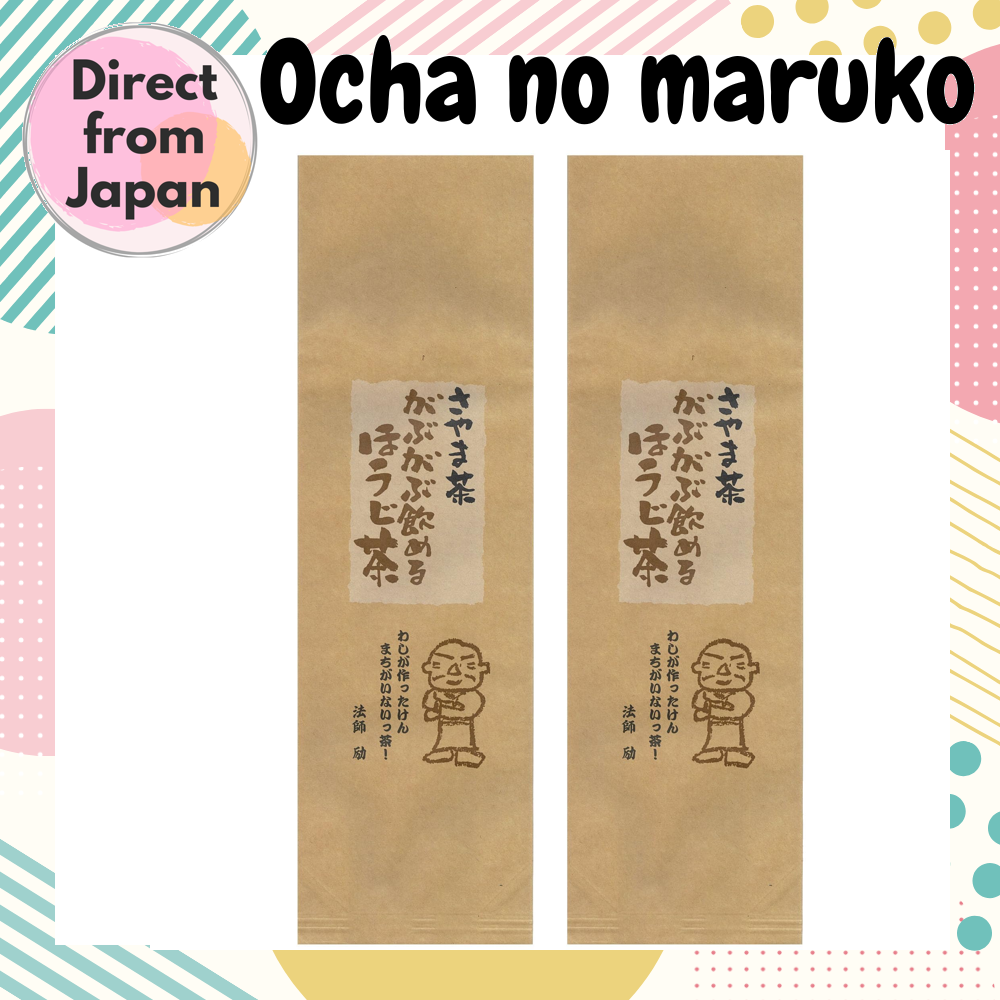 Direct
from
Japan
Ocha no maruko
さやま茶
がぶがぶ飲める
ほうじ茶
わしが作ったけん
まちがいないっ茶！
法師 励
さやま茶
がぶがぶ飲める
ほうじ茶
わしが作ったけん
まちがいないっ茶！
法師 励